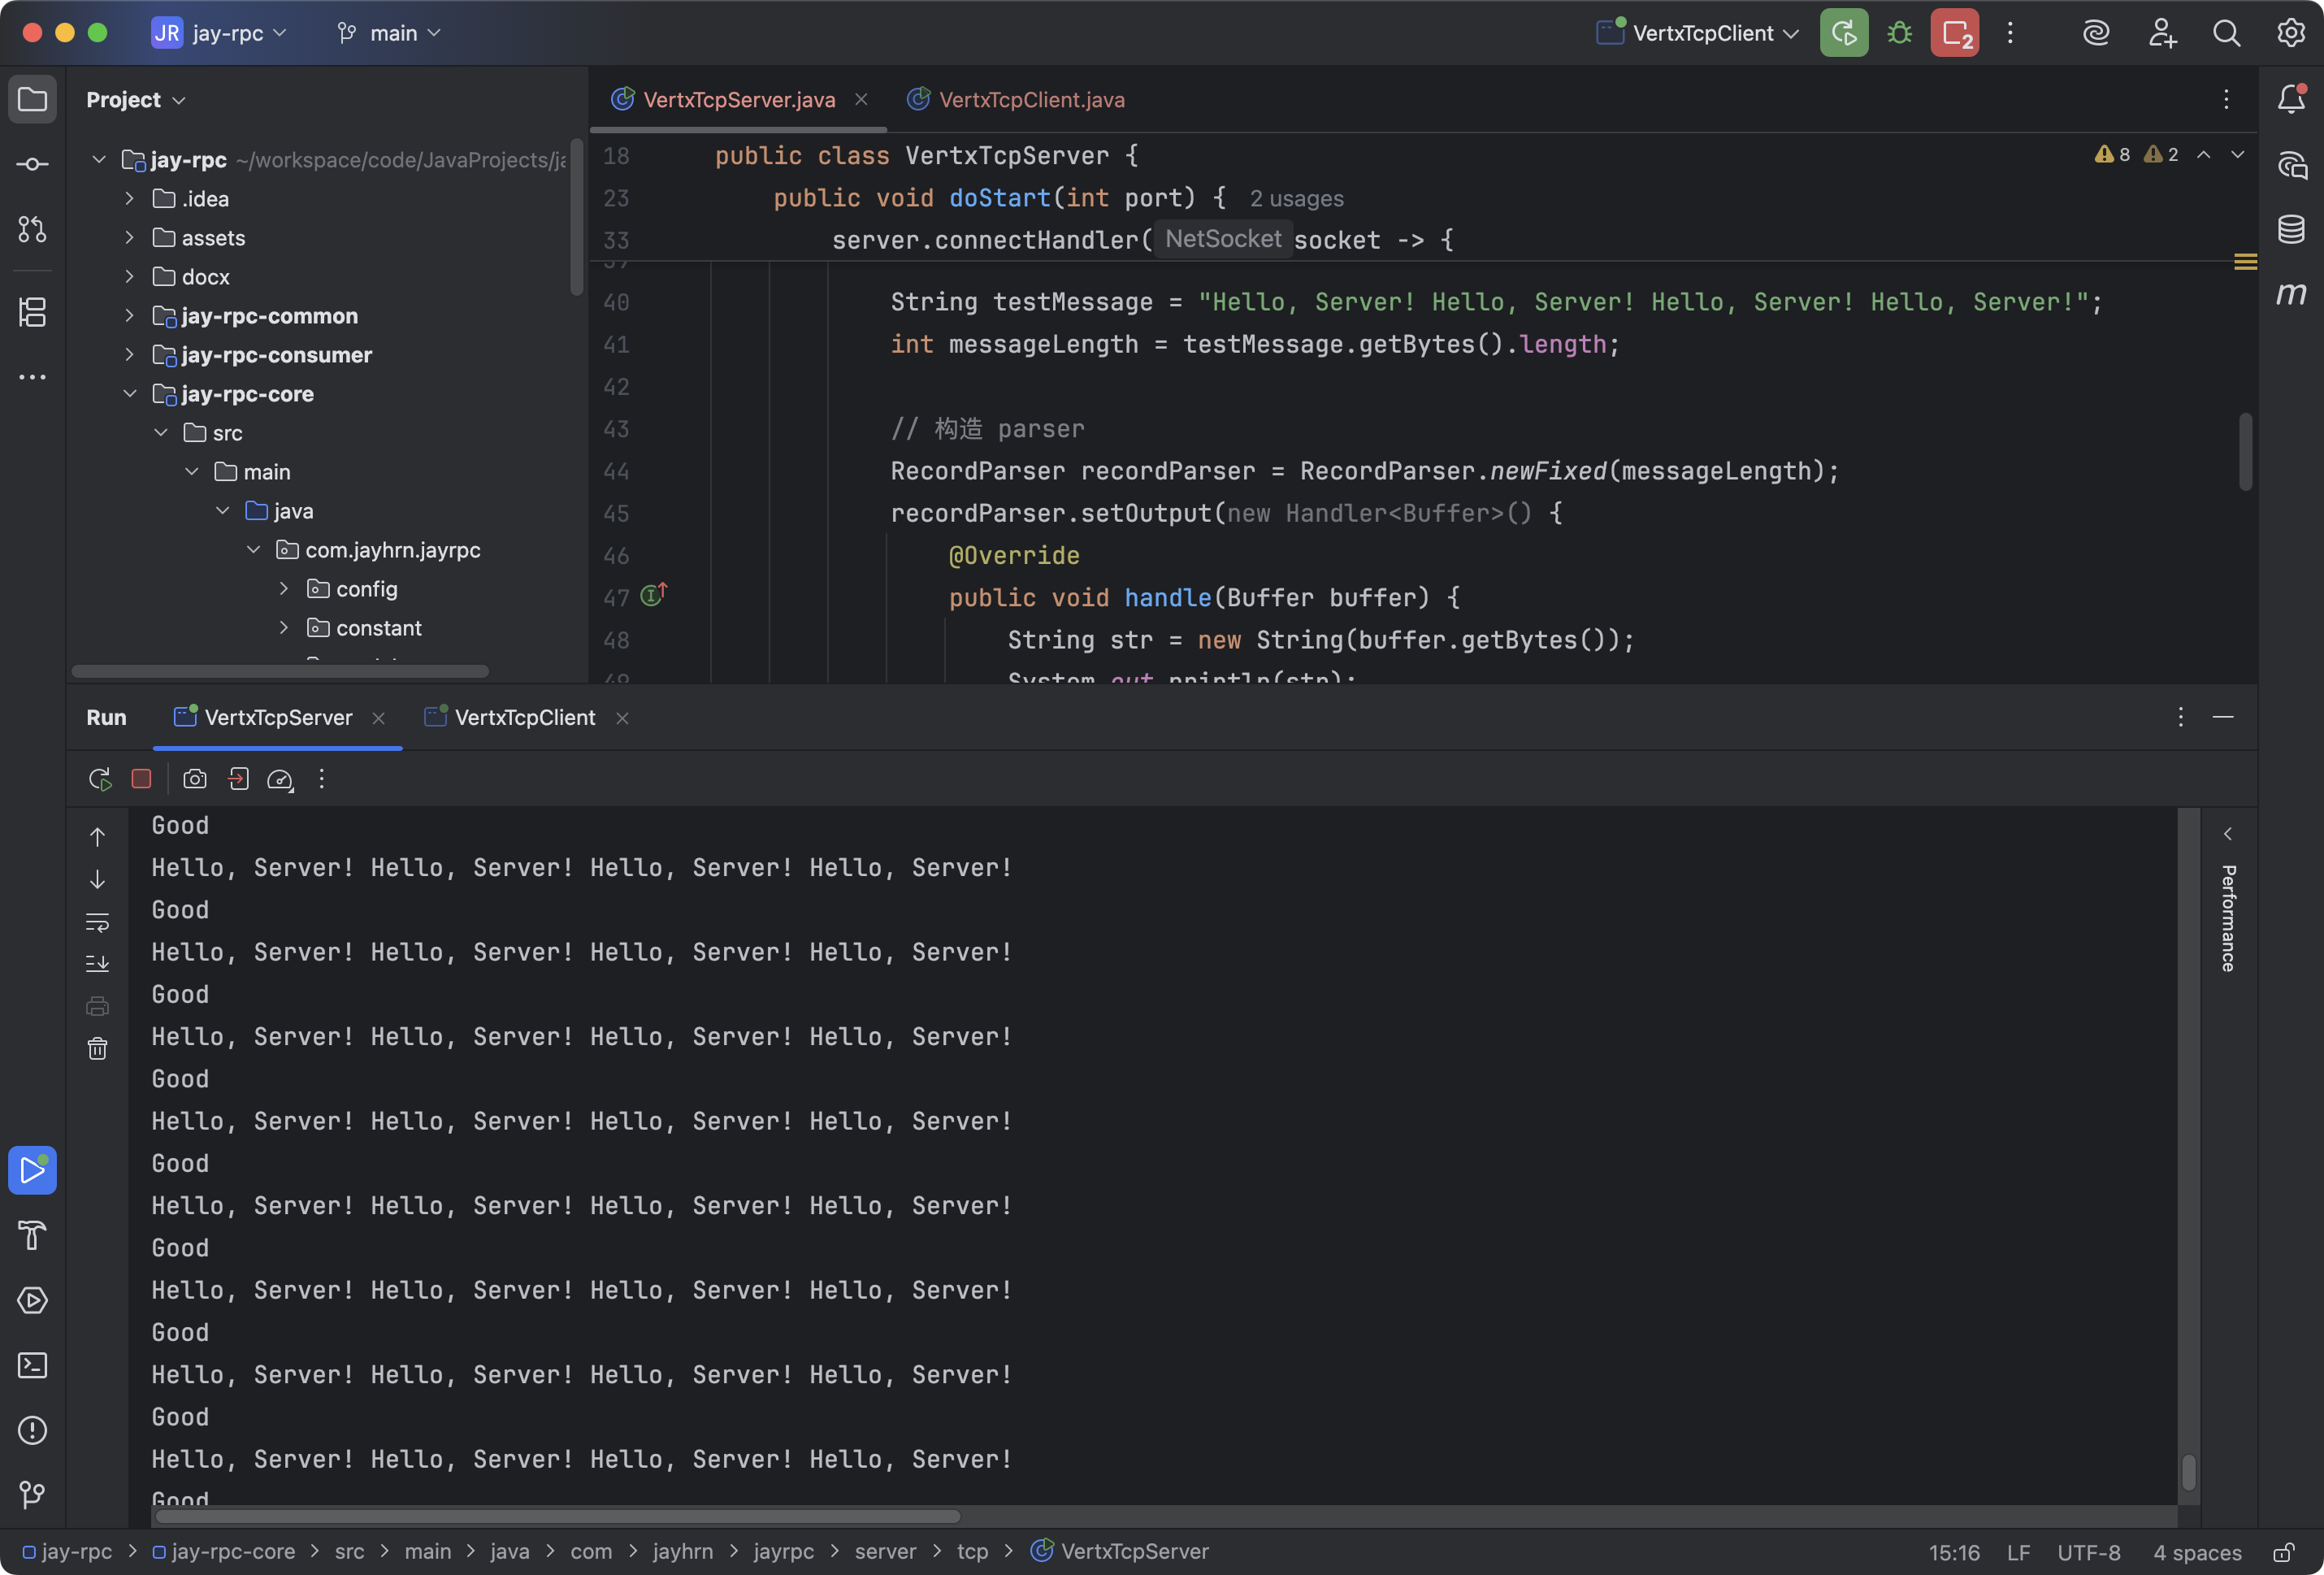 JR jay-rpc main VertxTcpClient 2
Project
jay-rpc ~/workspace/code/JavaProjects/ja
.idea
assets
docx
jay-rpc-common
jay-rpc-consumer
jay-rpc-core
src
main
java
com.jayhrn.jayrpc
config
constant
VertxTcpServer.java VertxTcpClient.java
18 public class VertxTcpServer { 8 2
23 public void doStart(int port) { 2 usages
33 server.connectHandler( NetSocket socket -> {
40 String testMessage = "Hello, Server! Hello, Server! Hello, Server! Hello, Server!";
41 int messageLength = testMessage.getBytes().length;
42
43 // 构造 parser
44 RecordParser recordParser = RecordParser.newFixed(messageLength);
45 recordParser.setOutput(new Handler<Buffer>() {
46 @Override
47 public void handle(Buffer buffer) {
48 String str = new String(buffer.getBytes());
49 System.out.println(str);
Run VertxTcpServer VertxTcpClient
Good
Hello, Server! Hello, Server! Hello, Server! Hello, Server!
Good
Hello, Server! Hello, Server! Hello, Server! Hello, Server!
Good
Hello, Server! Hello, Server! Hello, Server! Hello, Server!
Good
Hello, Server! Hello, Server! Hello, Server! Hello, Server!
Good
Hello, Server! Hello, Server! Hello, Server! Hello, Server!
Good
Hello, Server! Hello, Server! Hello, Server! Hello, Server!
Good
Hello, Server! Hello, Server! Hello, Server! Hello, Server!
Good
Hello, Server! Hello, Server! Hello, Server! Hello, Server!
Good
Performance
jay-rpc > jay-rpc-core > src > main > java > com > jayhrn > jayrpc > server > tcp > VertxTcpServer 15:16 LF UTF-8 4 spaces